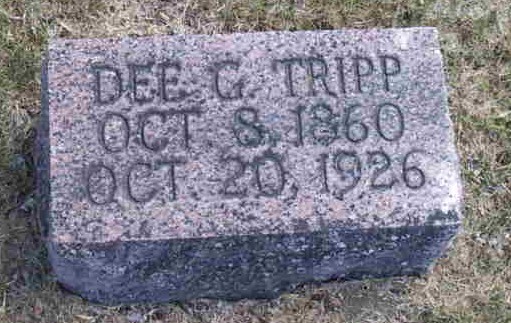 DEE G. TRIPP
OCT 8, 1860
OCT 20, 1926